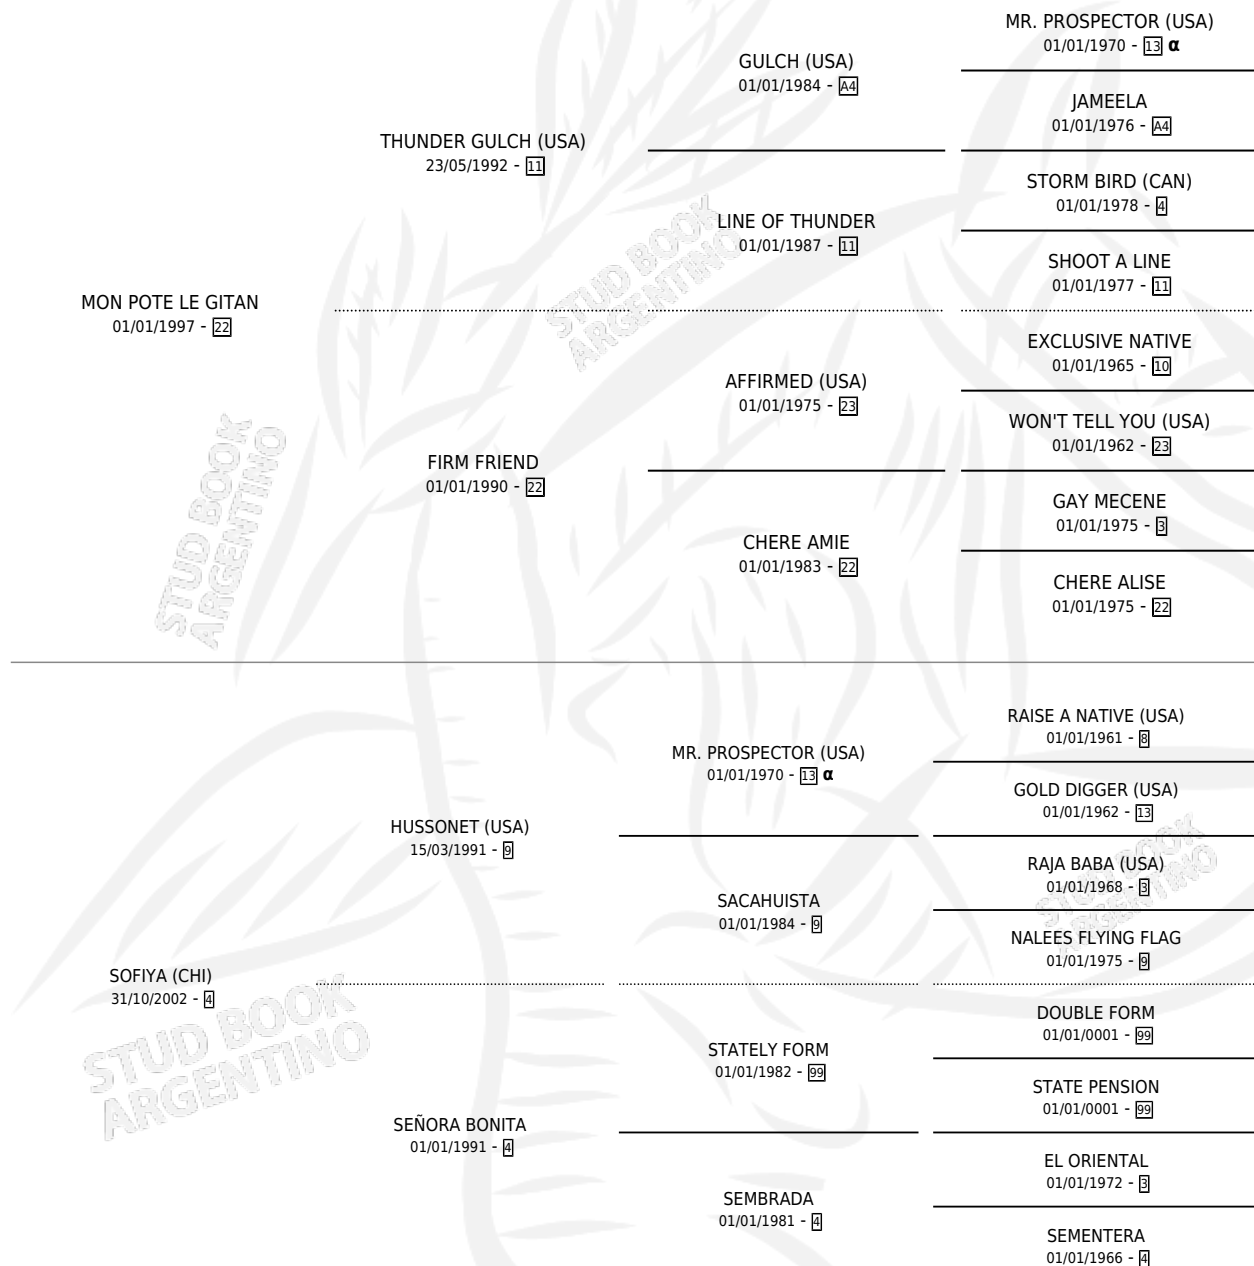 MR. PROSPECTOR (USA)
01/01/1970 - 13 α
GULCH (USA)
01/01/1984 - A4
JAMEELA
01/01/1976 - A4
THUNDER GULCH (USA)
23/05/1992 - 11
STORM BIRD (CAN)
01/01/1978 - 4
LINE OF THUNDER
01/01/1987 - 11
SHOOT A LINE
01/01/1977 - 11
MON POTE LE GITAN
01/01/1997 - 22
EXCLUSIVE NATIVE
01/01/1965 - 10
AFFIRMED (USA)
01/01/1975 - 23
WON'T TELL YOU (USA)
01/01/1962 - 23
FIRM FRIEND
01/01/1990 - 22
GAY MECENE
01/01/1975 - 3
CHERE AMIE
01/01/1983 - 22
CHERE ALISE
01/01/1975 - 22
RAISE A NATIVE (USA)
01/01/1961 - 8
MR. PROSPECTOR (USA)
01/01/1970 - 13 α
GOLD DIGGER (USA)
01/01/1962 - 13
HUSSONET (USA)
15/03/1991 - 9
RAJA BABA (USA)
01/01/1968 - 3
SACAHUISTA
01/01/1984 - 9
NALEES FLYING FLAG
01/01/1975 - 9
SOFIYA (CHI)
31/10/2002 - 4
DOUBLE FORM
01/01/0001 - 99
STATELY FORM
01/01/1982 - 99
STATE PENSION
01/01/0001 - 99
SEÑORA BONITA
01/01/1991 - 4
EL ORIENTAL
01/01/1972 - 3
SEMBRADA
01/01/1981 - 4
SEMENTERA
01/01/1966 - 4
STUD BOOK
ARGENTINO
STUD BOOK
ARGENTINO
STUD BOOK
ARGENTINO
STUD BOOK
ARGENTINO